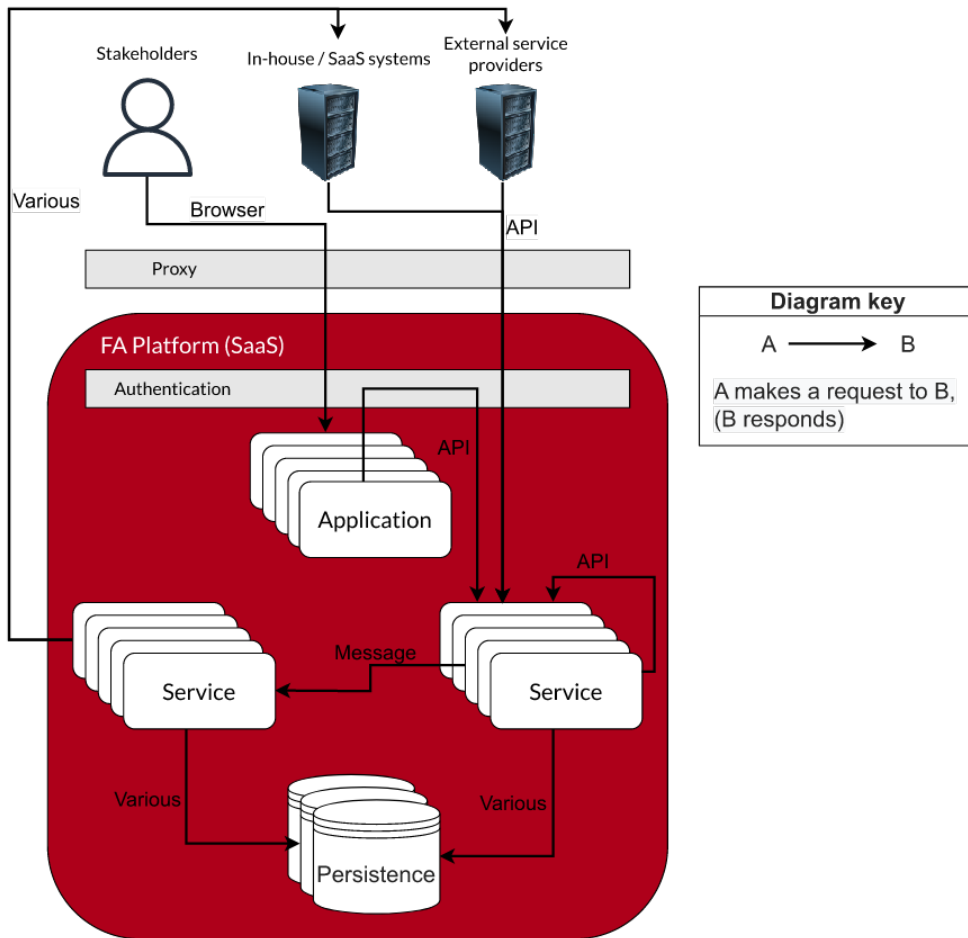 Stakeholders
In-house / SaaS systems
External service
providers
Various
Browser
API
Proxy
Diagram key
A
B
A makes a request to B,
(B responds)
FA Platform (SaaS)
Authentication
API
Application
API
Message
Service
Service
Various
Various
Persistence